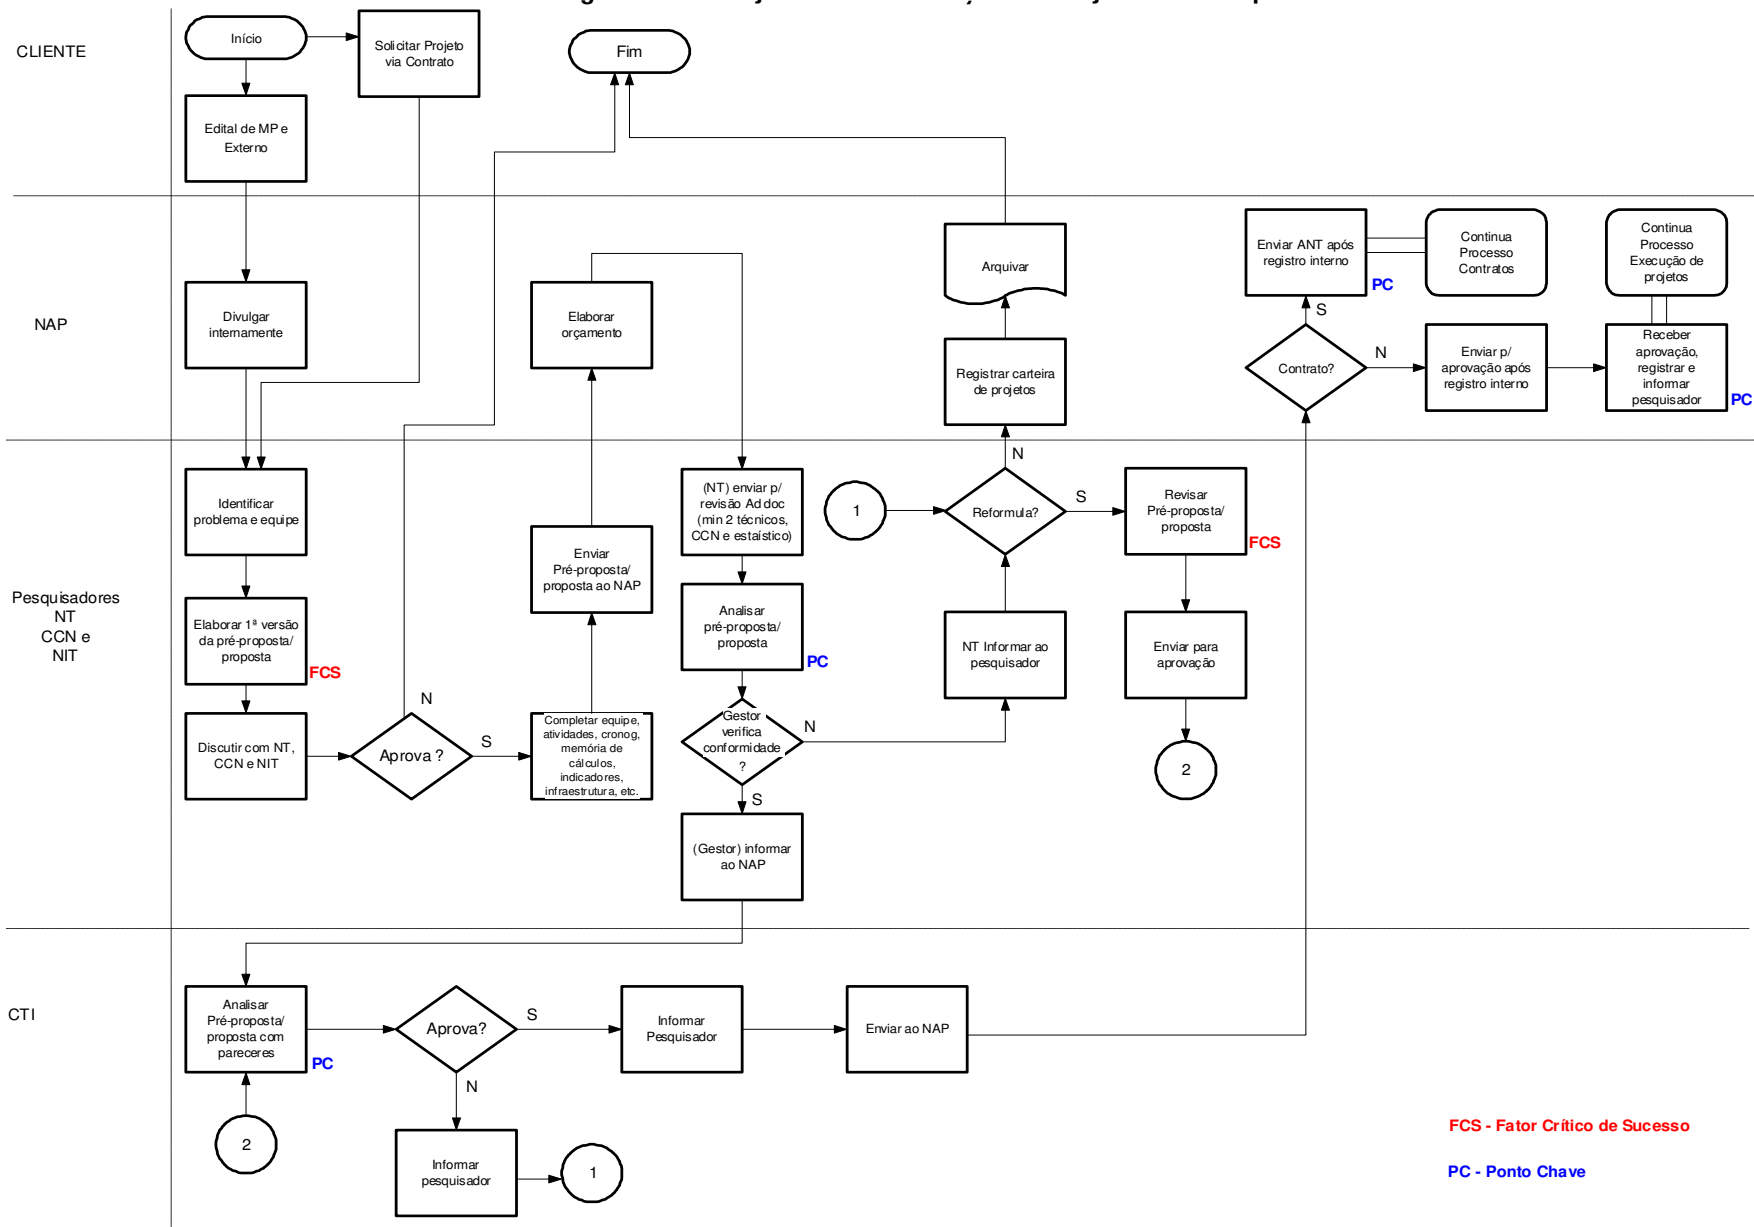 CLIENTE
Início
Solicitar Projeto
via Contrato
Fim
Edital de MP e
Externo
NAP
Divulgar
internamente
Elaborar
orçamento
Arquivar
Registrar carteira
de projetos
Enviar ANT após
registro interno
PC
Continua
Processo
Contratos
Continua
Processo
Execução de
projetos
S
Contrato?
N
Enviar p/
aprovação após
registro interno
Receber
aprovação,
registrar e
informar
pesquisador
PC
Pesquisadores
NT
CCN e
NIT
Identificar
problema e equipe
Elaborar 1ª versão
da pré-proposta/
proposta
FCS
Discutir com NT,
CCN e NIT
N
Aprova ?
S
Completar equipe,
atividades, cronog,
memória de
cálculos,
indicadores,
infraestrutura, etc.
Enviar
Pré-proposta/
proposta ao NAP
(NT) enviar p/
revisão Ad doc
(min 2 técnicos,
CCN e estaístico)
Analisar
pré-proposta/
proposta
PC
Gestor
verifica
conformidade
?
N
S
(Gestor) informar
ao NAP
1
N
Reformula?
S
NT Informar ao
pesquisador
Revisar
Pré-proposta/
proposta
FCS
Enviar para
aprovação
2
CTI
Analisar
Pré-proposta/
proposta com
pareceres
PC
2
Aprova?
S
N
Informar
Pesquisador
Enviar ao NAP
Informar
pesquisador
1
FCS - Fator Crítico de Sucesso
PC - Ponto Chave